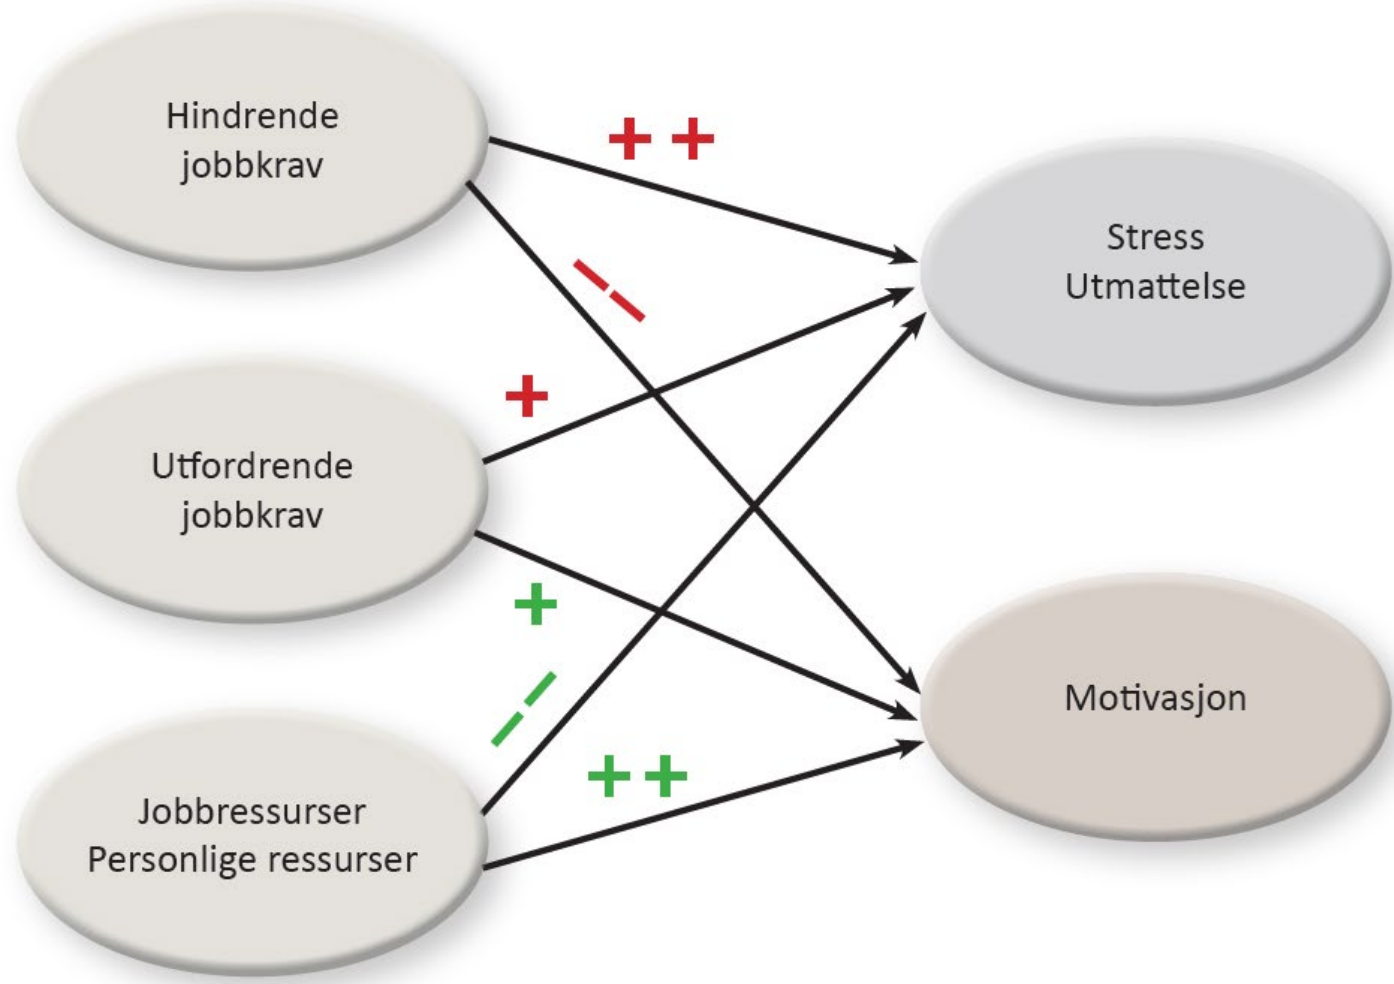 Hindrende
jobbkrav
++
Stress
Utmattelse
– –
+
Utfordrende
jobbkrav
+
– –
Motivasjon
++
Jobbressurser
Personlige ressurser